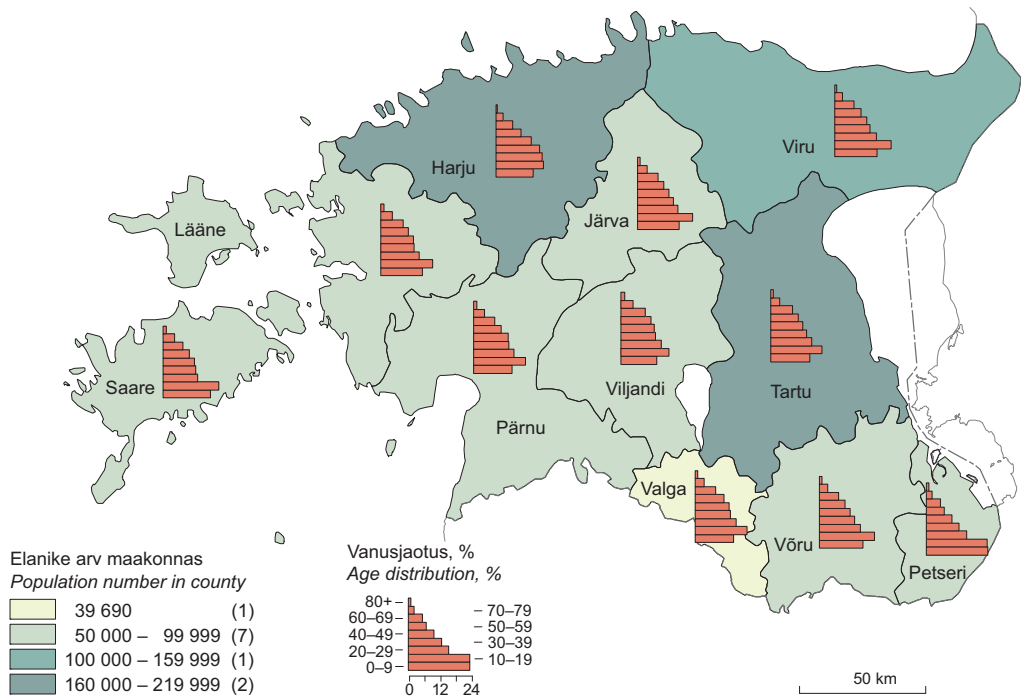 Harju
Viru
Järva
Lääne
Saare
Viljandi
Tartu
Pärnu
Valga
Võru
Petseri
Elanike arv maakonnas
Population number in county
39 690 (1)
50 000 – 99 999 (7)
100 000 – 159 999 (1)
160 000 – 219 999 (2)
Vanusjaotus, %
Age distribution, %
80+
70–79
60–69
50–59
40–49
30–39
20–29
10–19
0–9
0 12 24
50 km